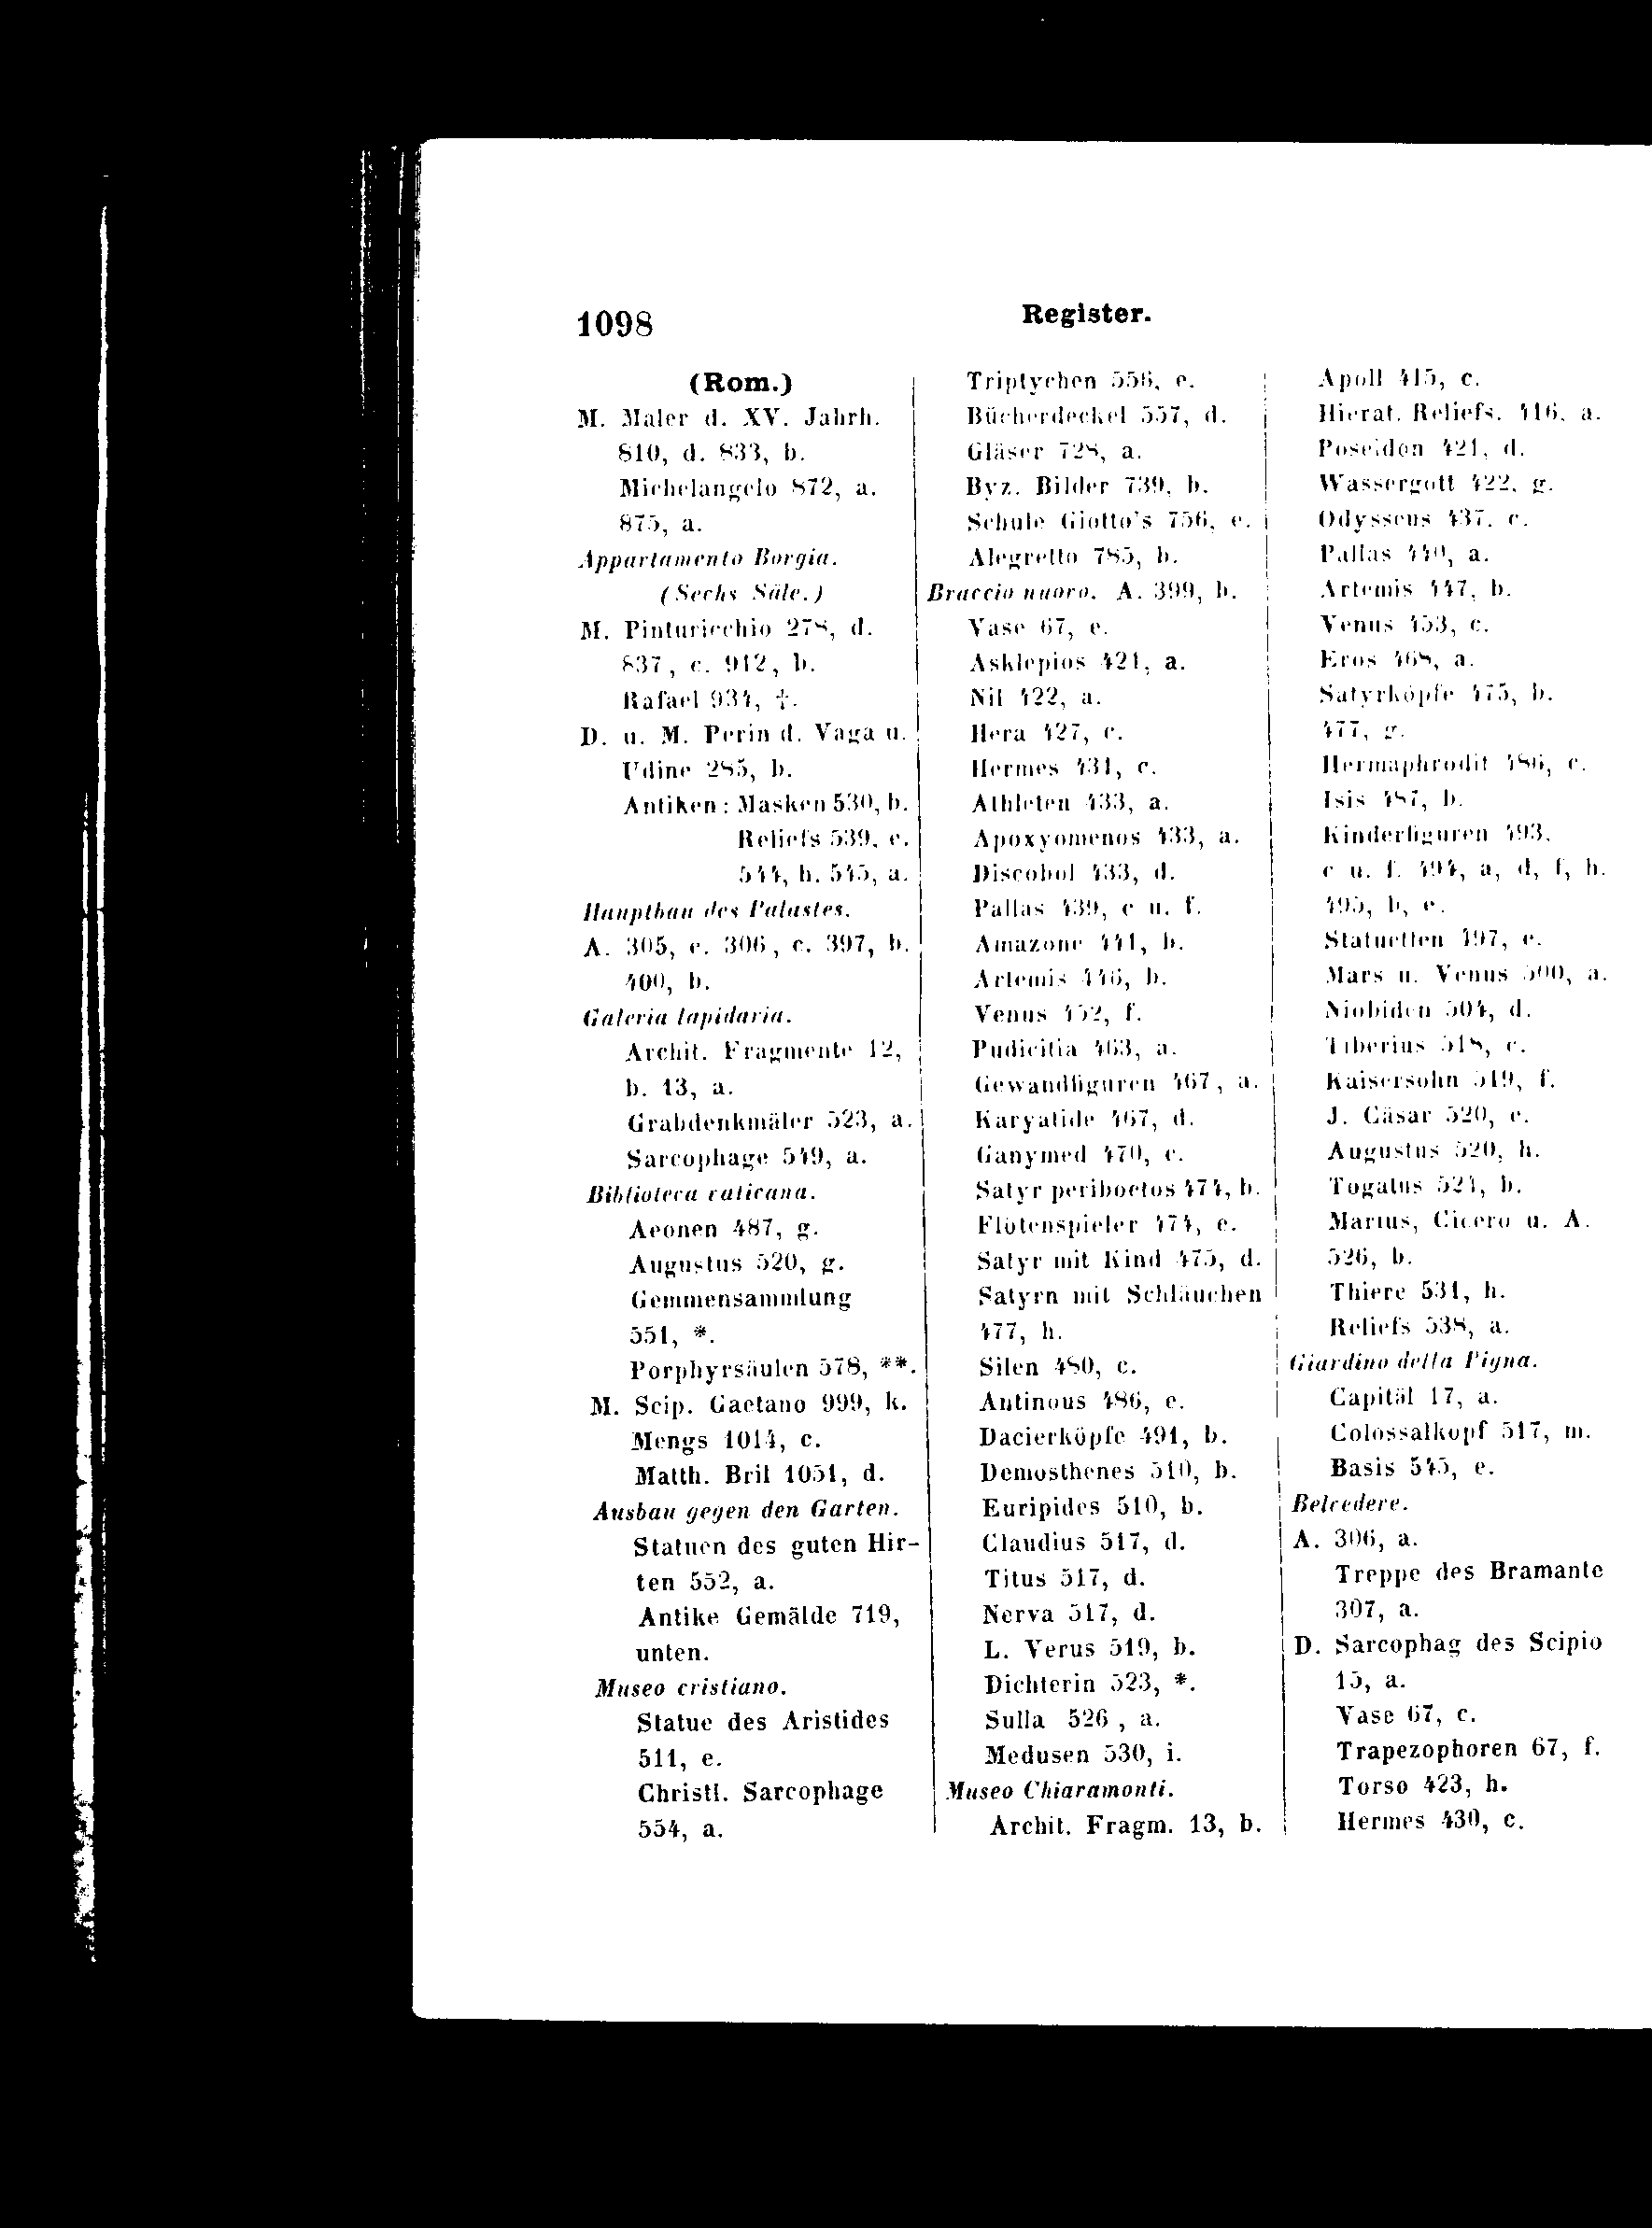 1098
Register.
(Rom.)
M. Maler d. XV. Jahrh.
810, d. 833, b.
Michelangelo 872, a.
875, a.
Appartamento Borgia.
(Sechs Säle.)
M. Pinturicchio 278, d.
837, c. 912, b.
Rafael 934, †.
D. u. M. Perin d. Vaga u.
Udine 285, b.
Antiken: Masken 530, b.
Reliefs 539, e.
544, h. 545, a.
Hauptbau des Palastes.
A. 305, e. 306, c. 397, b.
400, b.
Galeria lapidaria.
Archit. Fragmente 12,
b. 13, a.
Grabdenkmäler 523, a.
Sarcophage 549, a.
Biblioteca vaticana.
Aeonen 487, g.
Augustus 520, g.
Gemmensammlung
551, *.
Porphyrsäulen 578, **.
M. Scip. Gaetano 999, k.
Mengs 1014, c.
Matth. Bril 1051, d.
Ausbau gegen den Garten.
Statuen des guten Hir-
ten 552, a.
Antike Gemälde 719,
unten.
Museo cristiano.
Statue des Aristides
511, e.
Christl. Sarcophage
554, a.
Triptychen 556, e.
Bücherdeckel 557, d.
Gläser 728, a.
Byz. Bilder 739, b.
Schule Giotto's 756, e.
Alegretto 785, b.
Braccio nuovo. A. 399, b.
Vase 67, e.
Asklepios 421, a.
Nil 422, a.
Hera 427, c.
Hermes 431, c.
Athleten 433, a.
Apoxyomenos 433, a.
Discobol 433, d.
Pallas 439, c u. f.
Amazone 441, b.
Artemis 446, b.
Venus 452, f.
Pudicitia 463, a.
Gewandfiguren 467, a.
Karyatide 467, d.
Ganymed 470, c.
Satyr periboetos 474, b.
Flötenspieler 474, e.
Satyr mit Kind 475, d.
Satyrn mit Schläuchen
477, h.
Silen 480, c.
Antinous 486, e.
Dacierköpfe 491, b.
Demosthenes 510, b.
Euripides 510, b.
Claudius 517, d.
Titus 517, d.
Nerva 517, d.
L. Verus 519, b.
Dichterin 523, *.
Sulla 526, a.
Medusen 530, i.
Museo Chiaramonti.
Archit. Fragm. 13, b.
Apoll 415, c.
Hierat. Reliefs. 416, a.
Poseidon 421, d.
Wassergott 422, g.
Odysseus 437, c.
Pallas 440, a.
Artemis 447, b.
Venus 453, c.
Eros 468, a.
Satyrköpfe 475, b.
477, g.
Hermaphrodit 486, c.
Isis 487, b.
Kinderfiguren 493,
c u. f. 494, a, d, f, h.
495, b, e.
Statuetten 497, e.
Mars u. Venus 500, a.
Niobiden 504, d.
Tiberius 518, c.
Kaisersohn 519, f.
J. Cäsar 520, e.
Augustus 520, h.
Togatus 521, b.
Marius, Cicero u. A.
526, b.
Thiere 531, h.
Reliefs 538, a.
Giardino della Pigna.
Capitäl 17, a.
Colossalkopf 517, m.
Basis 545, e.
Belvedere.
A. 306, a.
Treppe des Bramante
307, a.
D. Sarcophag des Scipio
15, a.
Vase 67, c.
Trapezophoren 67, f.
Torso 423, h.
Hermes 430, c.